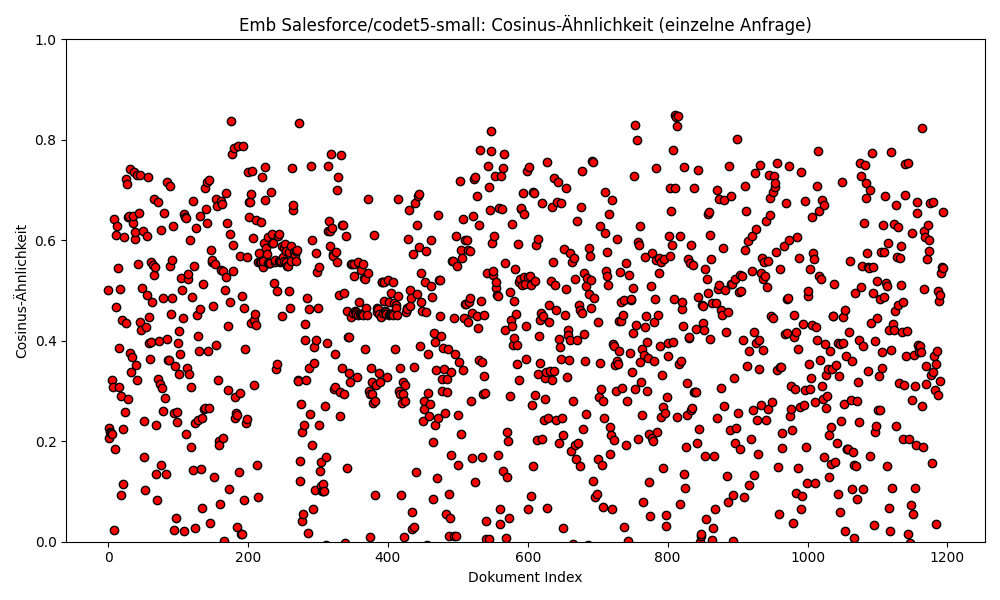 Emb Salesforce/codet5-small: Cosinus-Ähnlichkeit (einzelne Anfrage)
Cosinus-Ähnlichkeit
1.0
0.8
0.6
0.4
0.2
0.0
0 200 400 600 800 1000 1200
Dokument Index